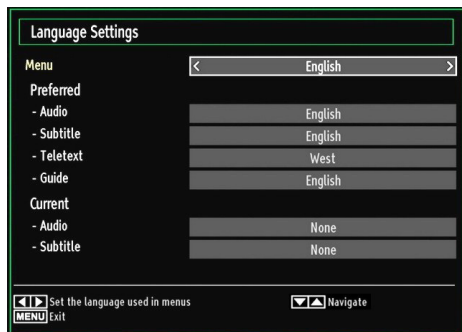 Language Settings
Menu < English >
Preferred
- Audio English
- Subtitle English
- Teletext West
- Guide English
Current
- Audio None
- Subtitle None
Set the language used in menus Navigate
MENU Exit